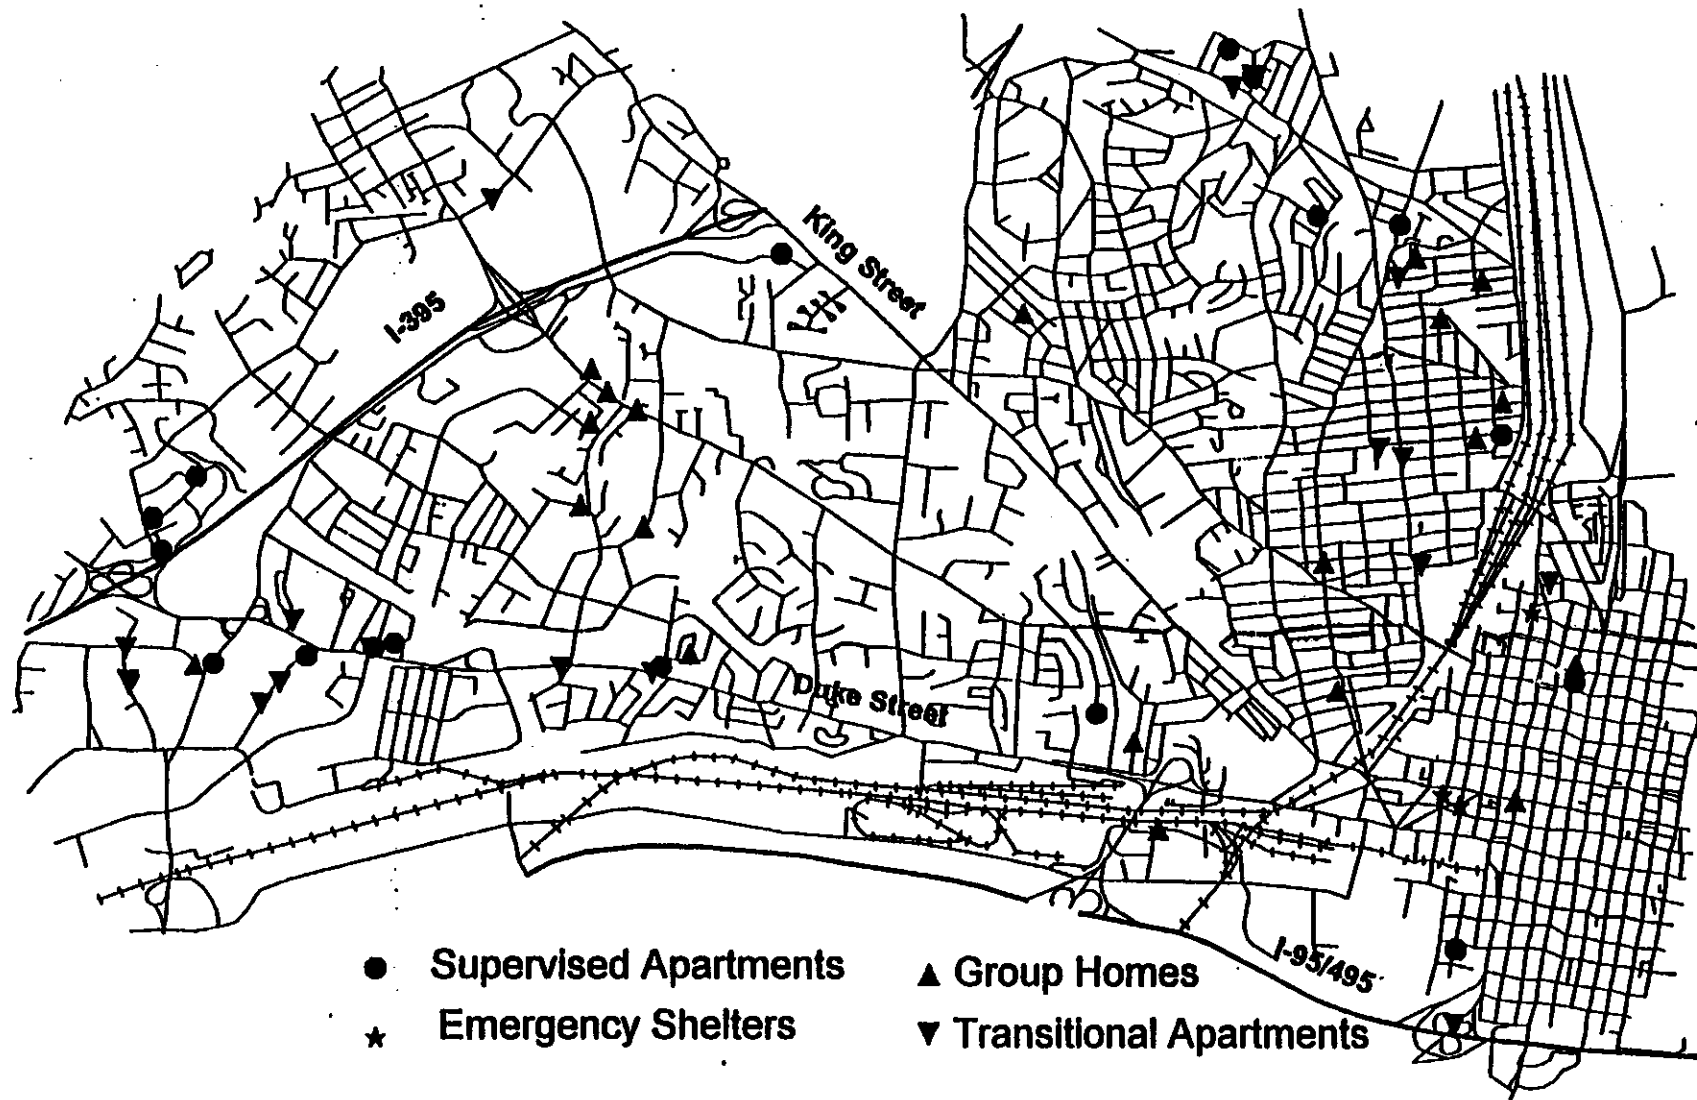 King Street
I-395
Duke Street
I-95/495
Supervised Apartments
Group Homes
Emergency Shelters
Transitional Apartments